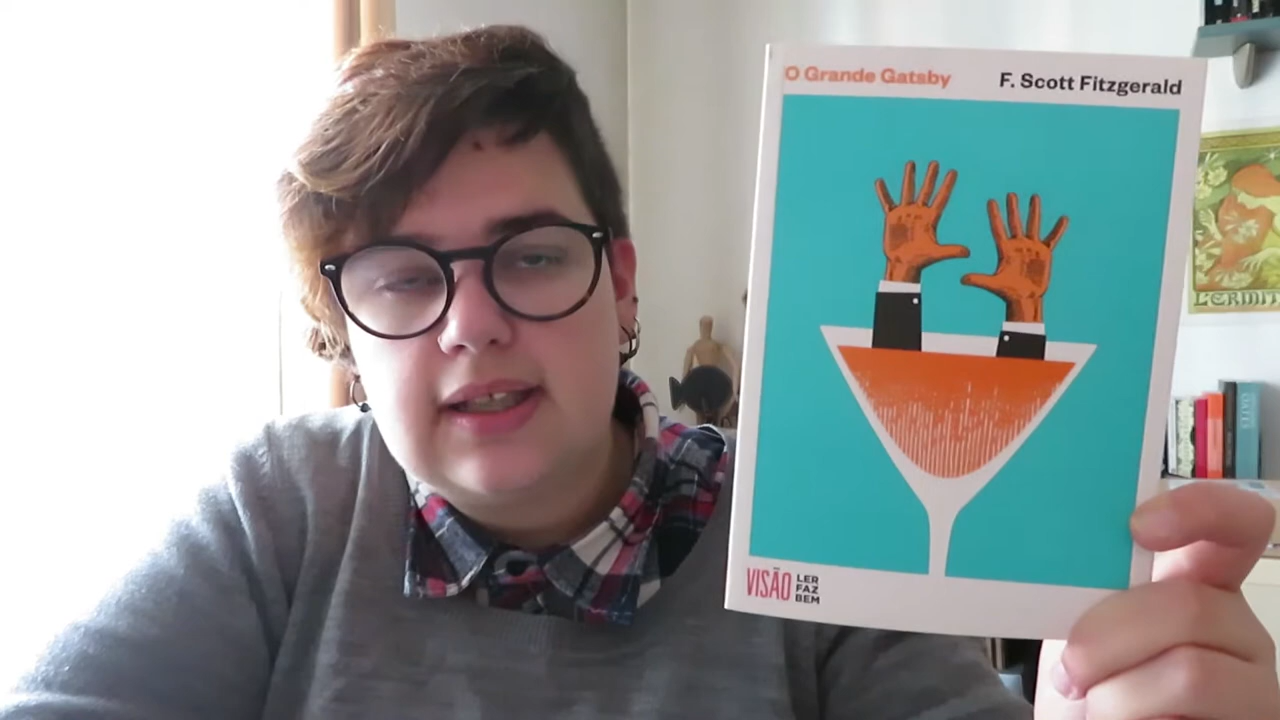 O Grande Gatsby
F. Scott Fitzgerald
VISÃO
LER
FAZ
BEM